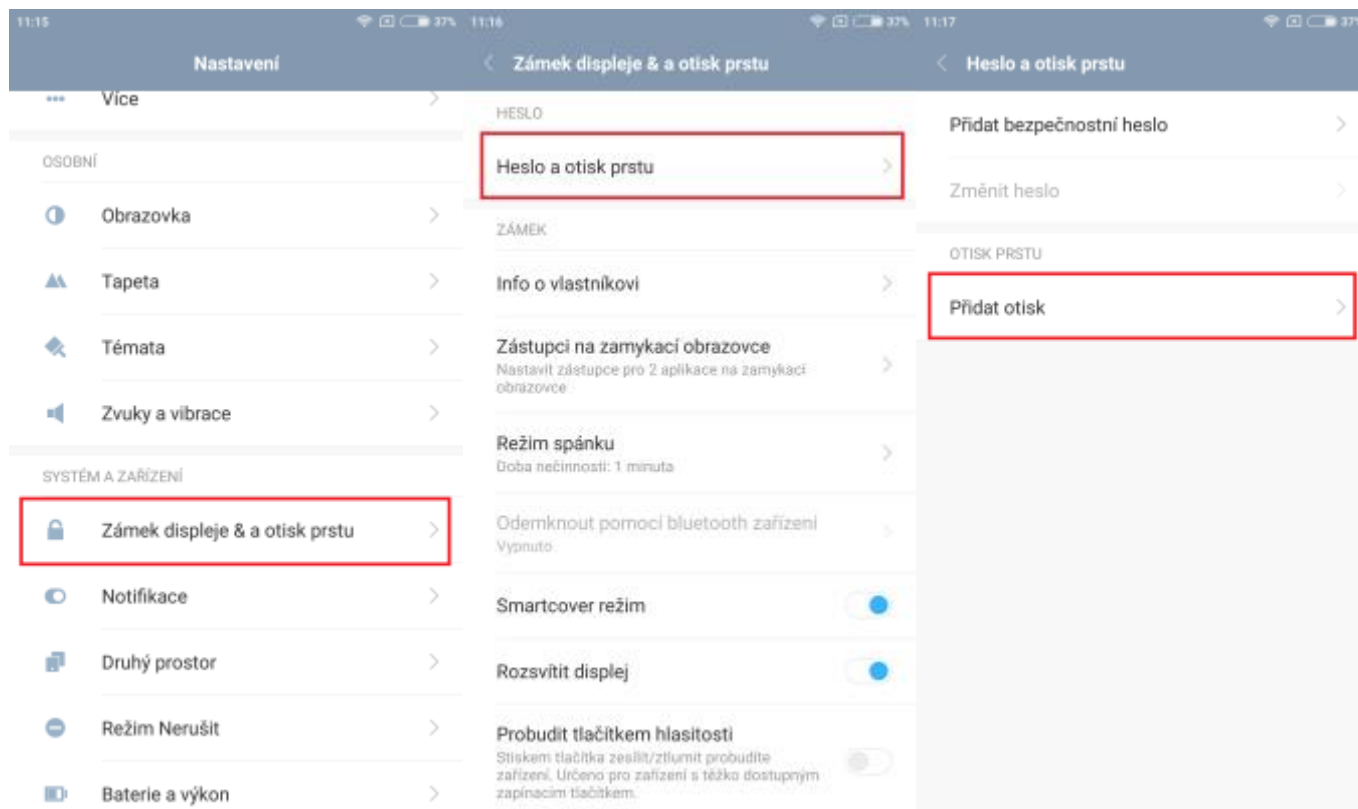 11:15
37%
Nastavení
Více
OSOBNÍ
Obrazovka
Tapeta
Témata
Zvuky a vibrace
SYSTÉM A ZAŘÍZENÍ
Zámek displeje & a otisk prstu
Notifikace
Druhý prostor
Režim Nerušit
Baterie a výkon
11:16
37%
Zámek displeje & a otisk prstu
HESLO
Heslo a otisk prstu
ZÁMEK
Info o vlastníkovi
Zástupci na zamykací obrazovce
Nastavit zástupce pro 2 aplikace na zamykací
obrazovce
Režim spánku
Doba nečinnosti: 1 minuta
Odemknout pomocí bluetooth zařízení
Vypnuto
Smartcover režim
Rozsvítit displej
Probudit tlačítkem hlasitosti
Stiskem tlačítka zesílit/ztlumit probudíte
zařízení. Určeno pro zařízení s těžko dostupným
zapínacím tlačítkem.
11:17
37%
Heslo a otisk prstu
Přidat bezpečnostní heslo
Změnit heslo
OTISK PRSTU
Přidat otisk